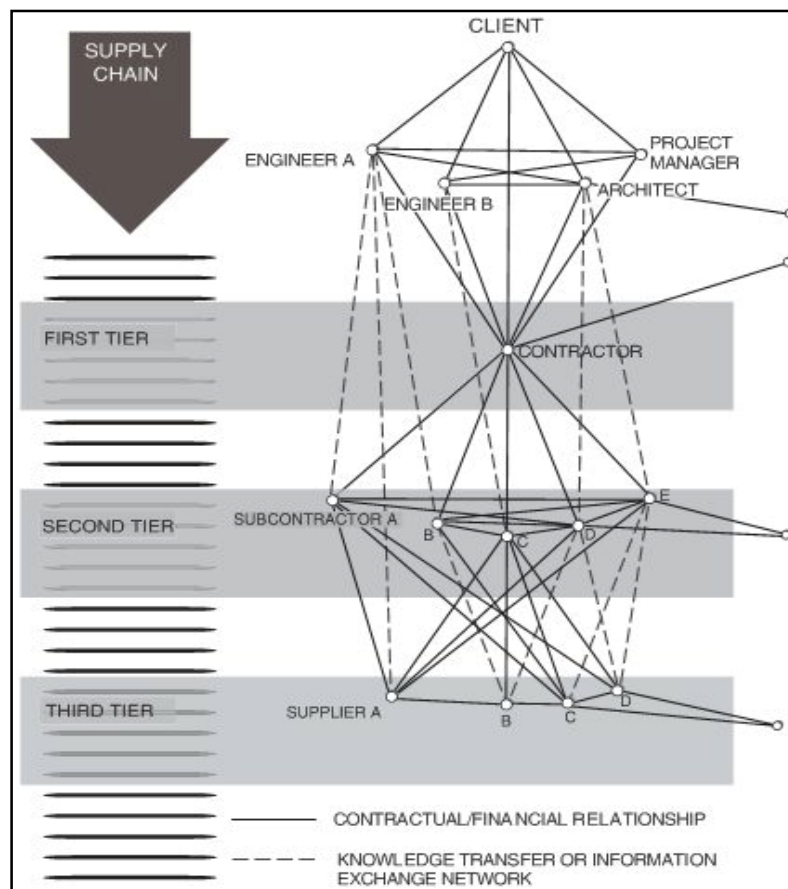 SUPPLY
CHAIN
CLIENT
ENGINEER A
PROJECT
MANAGER
ENGINEER B
ARCHITECT
FIRST TIER
CONTRACTOR
SECOND TIER
SUBCONTRACTOR A
B
C
D
E
THIRD TIER
SUPPLIER A
B
C
D
CONTRACTUAL/FINANCIAL RELATIONSHIP
KNOWLEDGE TRANSFER OR INFORMATION
EXCHANGE NETWORK